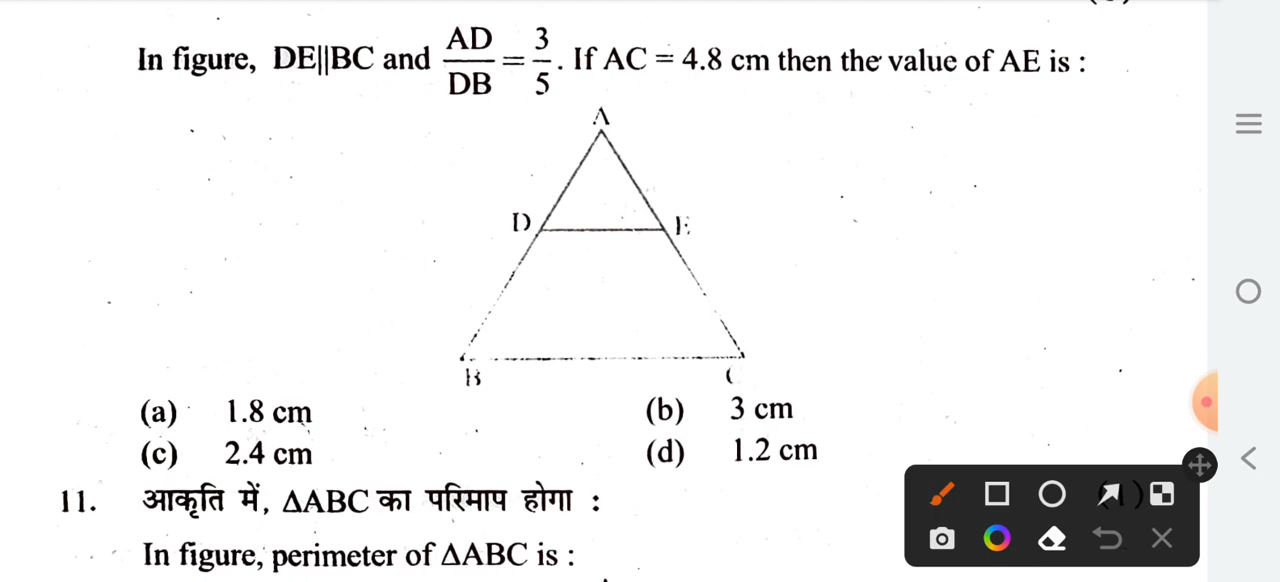 In figure, DE||BC and AD/DB = 3/5. If AC = 4.8 cm then the value of AE is :
A
D E
B C
(a) 1.8 cm (b) 3 cm
(c) 2.4 cm (d) 1.2 cm
11. आकृति में, ΔABC का परिमाप होगा :
In figure, perimeter of ΔABC is :